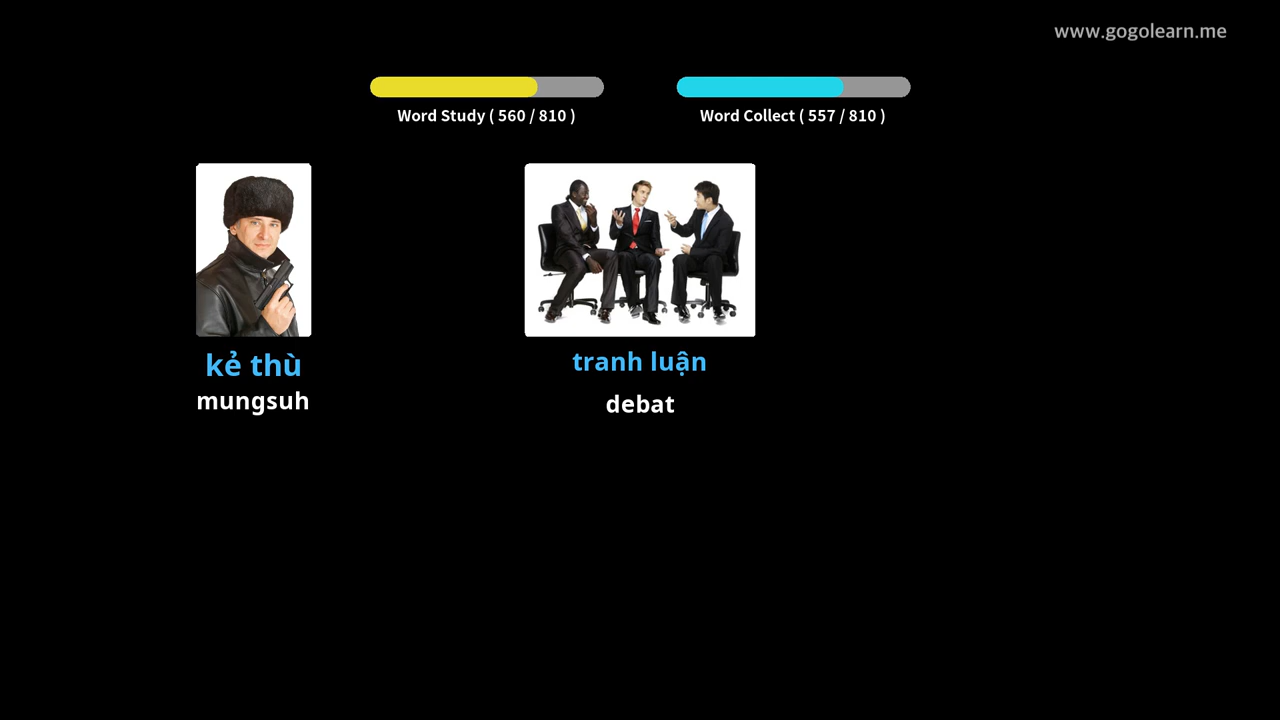 www.gogolearn.me
Word Study ( 560 / 810 )
Word Collect ( 557 / 810 )
kẻ thù
mungsuh
tranh luận
debat